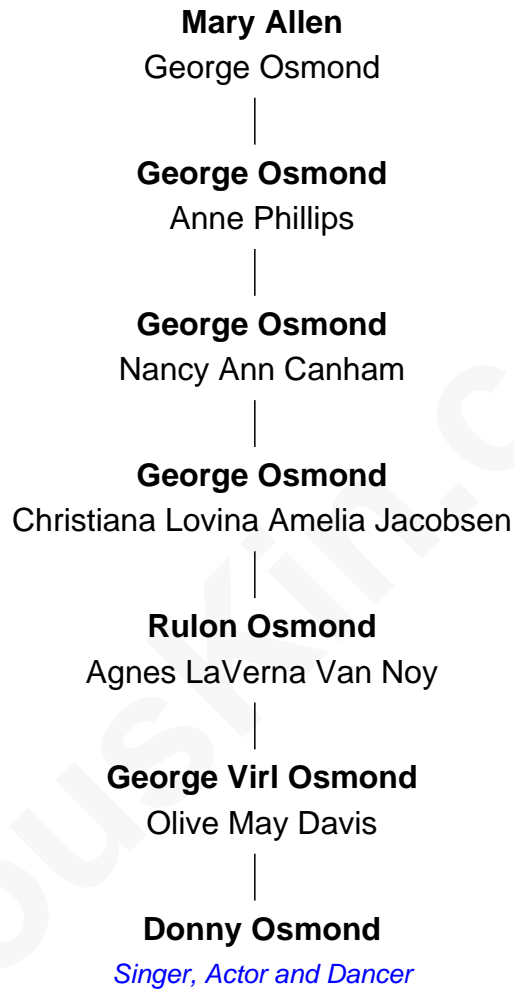 Mary Allen
George Osmond
George Osmond
Anne Phillips
George Osmond
Nancy Ann Canham
George Osmond
Christiana Lovina Amelia Jacobsen
Rulon Osmond
Agnes LaVerna Van Noy
George Virl Osmond
Olive May Davis
Donny Osmond
Singer, Actor and Dancer